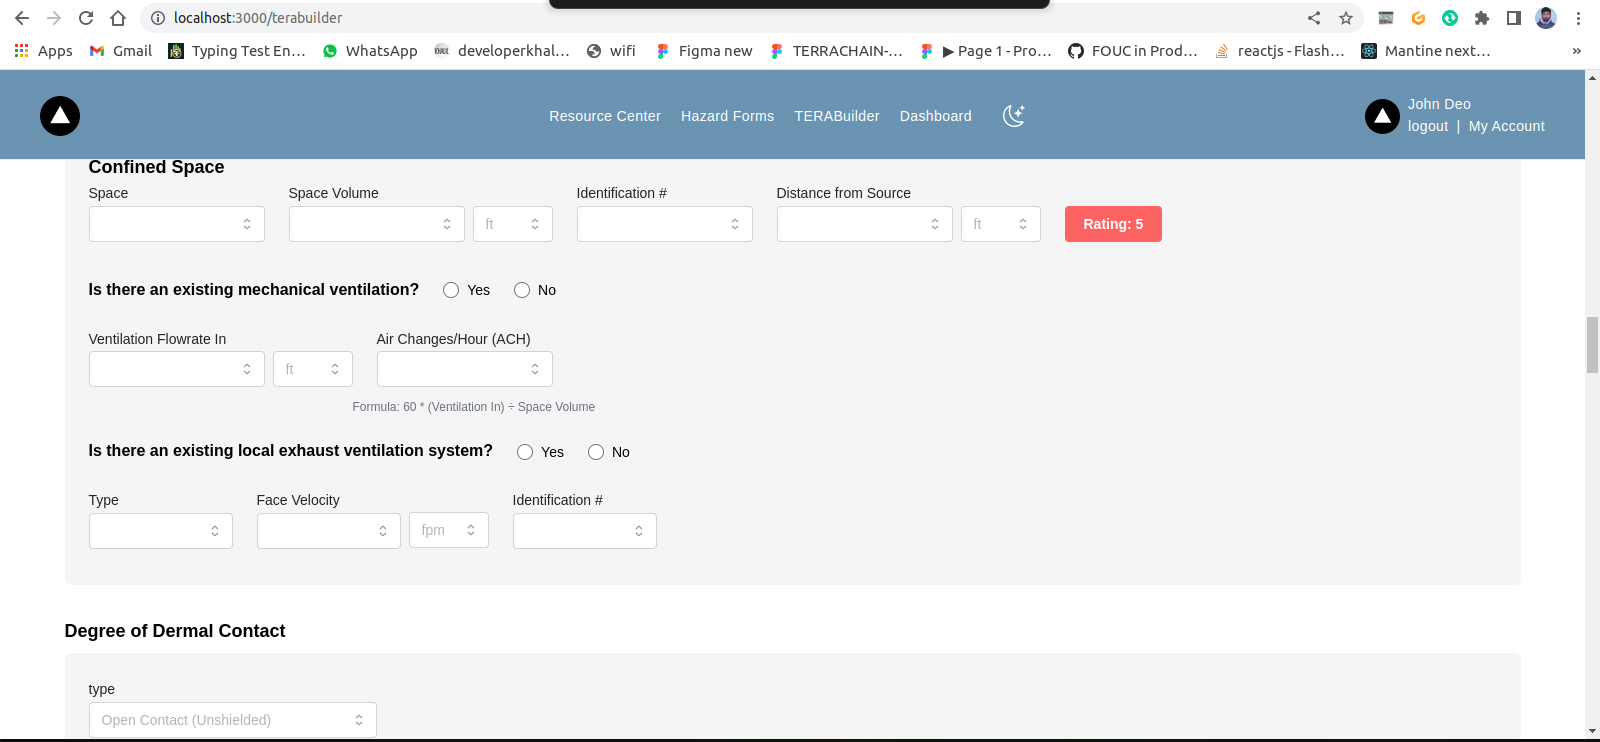 localhost:3000/terabuilder
Apps Gmail Typing Test En... WhatsApp developerkhal... wifi Figma new TERRACHAIN-... ▶ Page 1 - Pro... FOUC in Prod... reactjs - Flash... Mantine next... »
Resource Center Hazard Forms TERABuilder Dashboard
John Deo
logout | My Account
Confined Space
Space Space Volume Identification # Distance from Source
ft ft Rating: 5
Is there an existing mechanical ventilation? Yes No
Ventilation Flowrate In Air Changes/Hour (ACH)
ft
Formula: 60 * (Ventilation In) ÷ Space Volume
Is there an existing local exhaust ventilation system? Yes No
Type Face Velocity Identification #
fpm
Degree of Dermal Contact
type
Open Contact (Unshielded)